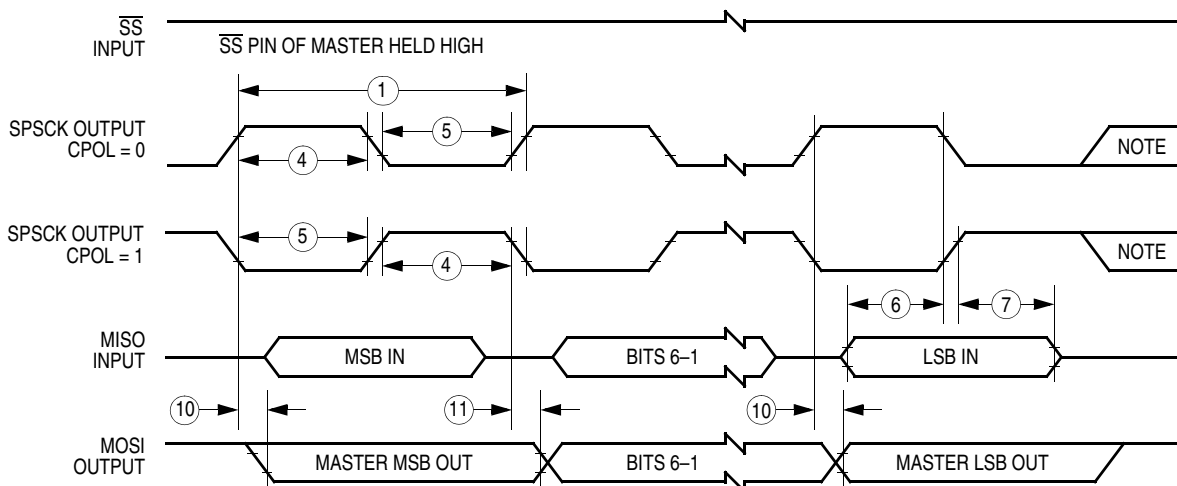 SS
INPUT
SS PIN OF MASTER HELD HIGH
1
SPSCK OUTPUT
CPOL = 0
5
4
NOTE
SPSCK OUTPUT
CPOL = 1
5
4
NOTE
6
7
MISO
INPUT
MSB IN
BITS 6–1
LSB IN
10
11
10
MOSI
OUTPUT
MASTER MSB OUT
BITS 6–1
MASTER LSB OUT